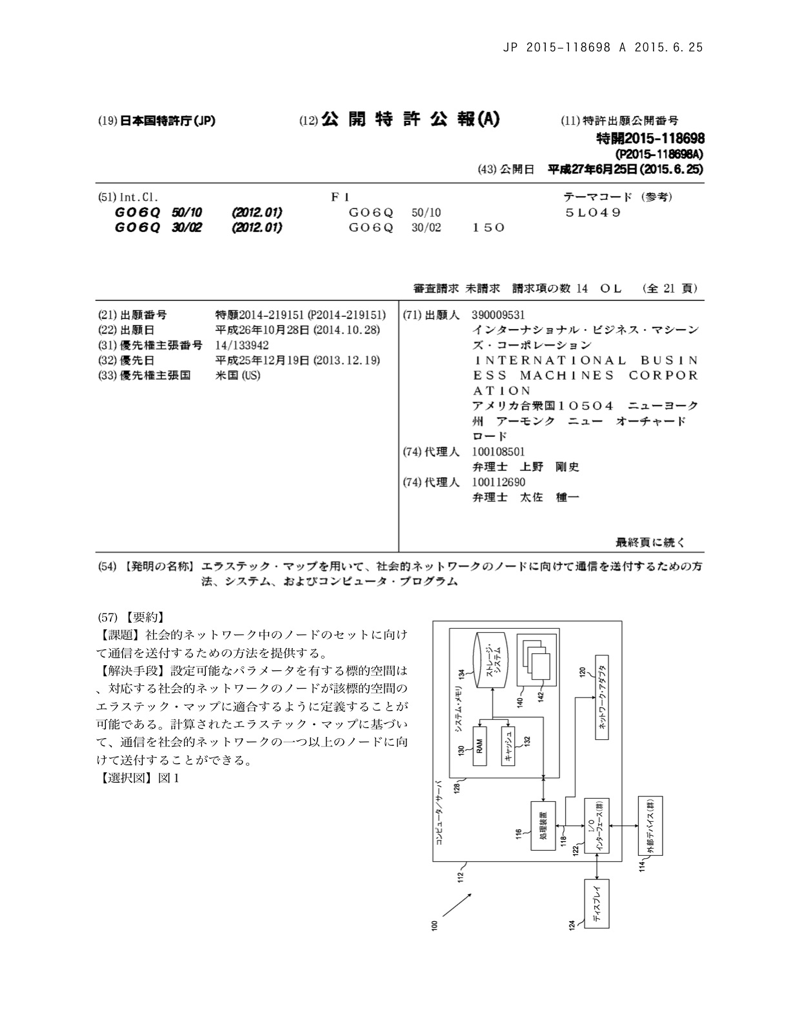 JP 2015-118698 A 2015.6.25
(19) 日本国特許庁(JP)
(12) 公 開 特 許 公 報(A)
(11) 特許出願公開番号
特開2015-118698
(P2015-118698A)
(43) 公開日 平成27年6月25日(2015.6.25)
(51) Int.Cl. F I テーマコード (参考)
G06Q 50/10 (2012.01) G06Q 50/10 5L049
G06Q 30/02 (2012.01) G06Q 30/02 150
審査請求 未請求 請求項の数 14 OL (全 21 頁)
(21) 出願番号 特願2014-219151 (P2014-219151)
(22) 出願日 平成26年10月28日 (2014.10.28)
(31) 優先権主張番号 14/133942
(32) 優先日 平成25年12月19日 (2013.12.19)
(33) 優先権主張国 米国 (US)
(71) 出願人 390009531
インターナショナル・ビジネス・マシーン
ズ・コーポレーション
INTERNATIONAL BUSIN
ESS MACHINES CORPOR
ATION
アメリカ合衆国10504 ニューヨーク
州 アーモンク ニュー オーチャード
ロード
(74) 代理人 100108501
弁理士 上野 剛史
(74) 代理人 100112690
弁理士 太佐 種一
最終頁に続く
(54) 【発明の名称】エラステック・マップを用いて、社会的ネットワークのノードに向けて通信を送付するための方
法、システム、およびコンピュータ・プログラム
(57) 【要約】
【課題】社会的ネットワーク中のノードのセットに向け
て通信を送付するための方法を提供する。
【解決手段】設定可能なパラメータを有する標的空間は
、対応する社会的ネットワークのノードが該標的空間の
エラステック・マップに適合するように定義することが
可能である。計算されたエラステック・マップに基づい
て、通信を社会的ネットワークの一つ以上のノードに向
けて送付することができる。
【選択図】図１
100
112
コンピュータ/サーバ
128
システム・メモリ
130
RAM
キャッシュ
132
134
ストレージ・
システム
140
142
116
処理装置
118
120
ネットワーク・アダプタ
122
I/O
インターフェース(群)
124
ディスプレイ
114
外部デバイス(群)